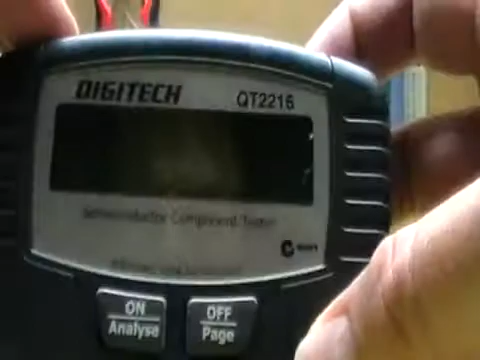 DIGITECH
QT2216
Semiconductor Component Tester
ON
Analyse
OFF
Page